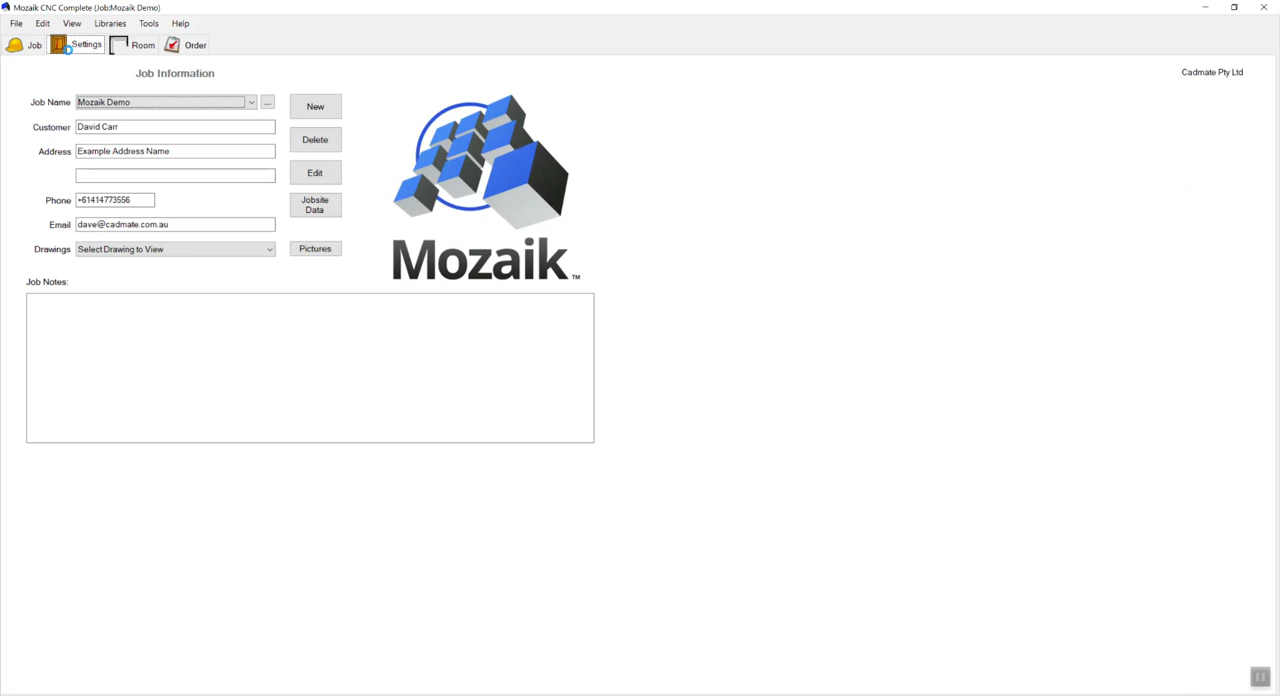 Mozaik CNC Complete (Job:Mozaik Demo)
File Edit View Libraries Tools Help
Job Settings Room Order
Job Information
Cadmate Pty Ltd
Job Name Mozaik Demo ... New
Customer David Carr
Address Example Address Name Delete
Edit
Phone +61414773556 Jobsite Data
Email dave@cadmate.com.au
Drawings Select Drawing to View Pictures
Mozaik™
Job Notes: